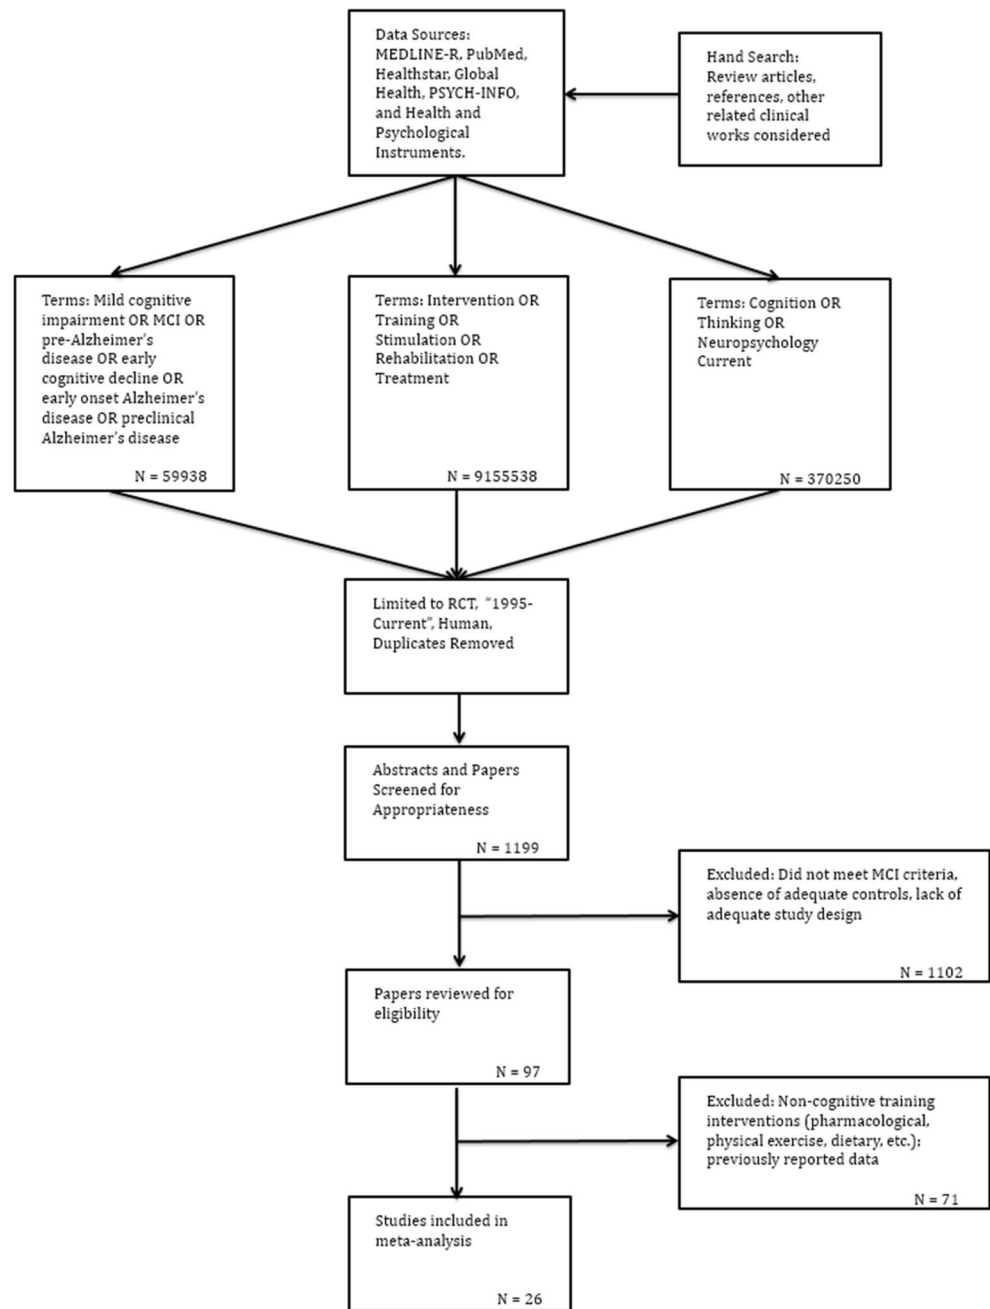 Data Sources:
MEDLINE-R, PubMed,
Healthstar, Global
Health, PSYCH-INFO,
and Health and
Psychological
Instruments.
Hand Search:
Review articles,
references, other
related clinical
works considered
Terms: Mild cognitive
impairment OR MCI OR
pre-Alzheimer's
disease OR early
cognitive decline OR
early onset Alzheimer's
disease OR preclinical
Alzheimer's disease
N = 59938
Terms: Intervention OR
Training OR
Stimulation OR
Rehabilitation OR
Treatment
N = 9155538
Terms: Cognition OR
Thinking OR
Neuropsychology
Current
N = 370250
Limited to RCT, "1995-
Current", Human,
Duplicates Removed
Abstracts and Papers
Screened for
Appropriateness
N = 1199
Excluded: Did not meet MCI criteria,
absence of adequate controls, lack of
adequate study design
N = 1102
Papers reviewed for
eligibility
N = 97
Excluded: Non-cognitive training
interventions (pharmacological,
physical exercise, dietary, etc.);
previously reported data
N = 71
Studies included in
meta-analysis
N = 26